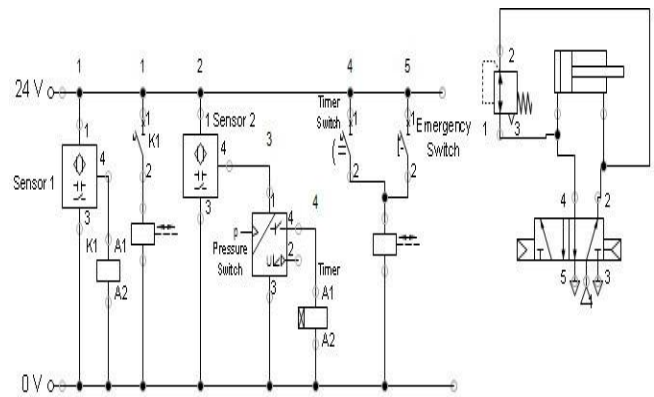 1 1 2 4 5
24 V
1
4
Sensor 1
3
K1
A1
A2
1
K1
2
1 Sensor 2
4
3
3
1
p
Pressure
Switch
4
2
U
3
4
Timer
A1
A2
Timer
Switch
1
2
1
Emergency
Switch
2
0 V
2
1
3
4
2
5
3